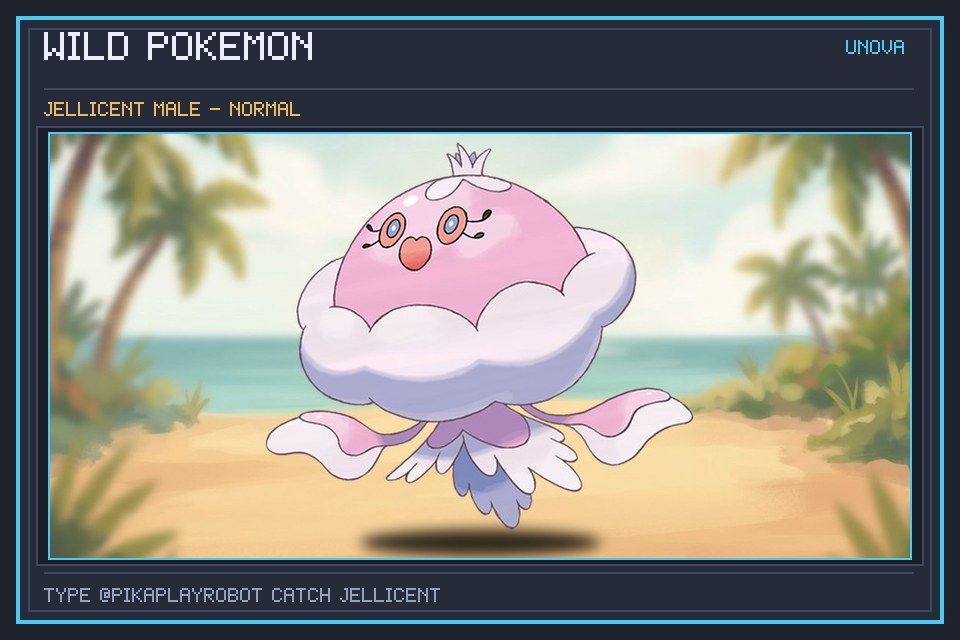 WILD POKEMON
UNOVA
JELLICENT MALE - NORMAL
TYPE @PIKAPLAYROBOT CATCH JELLICENT